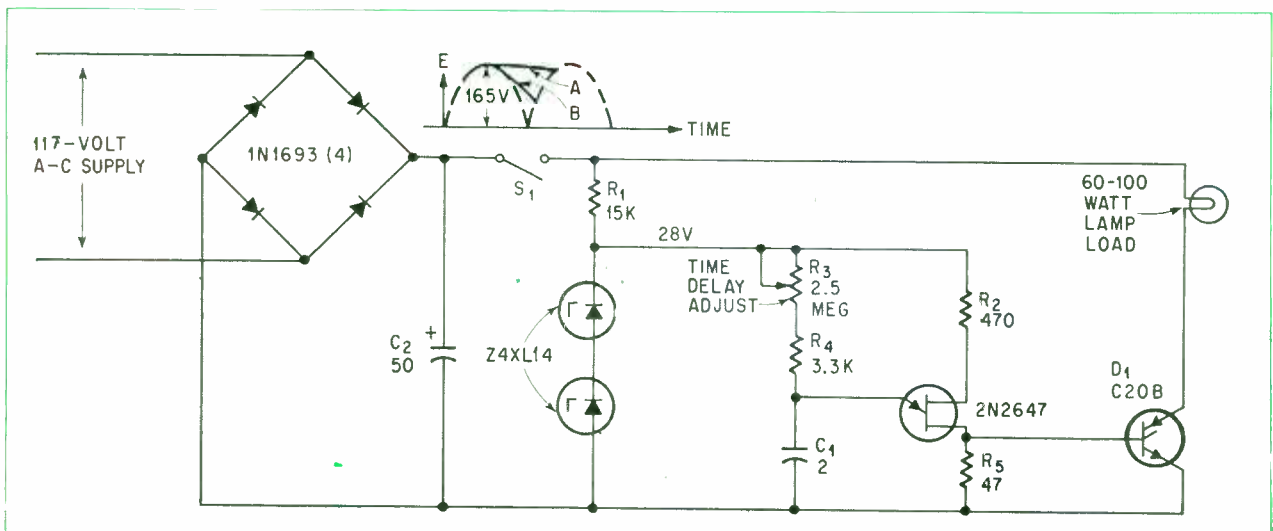 117-VOLT
A-C SUPPLY
1N1693 (4)
E
165V
A
B
TIME
S1
R1
15K
28V
60-100
WATT
LAMP
LOAD
TIME
DELAY
ADJUST
R3
2.5
MEG
R2
470
C2
50
+
Z4XL14
R4
3.3K
2N2647
D1
C20B
C1
2
R5
47